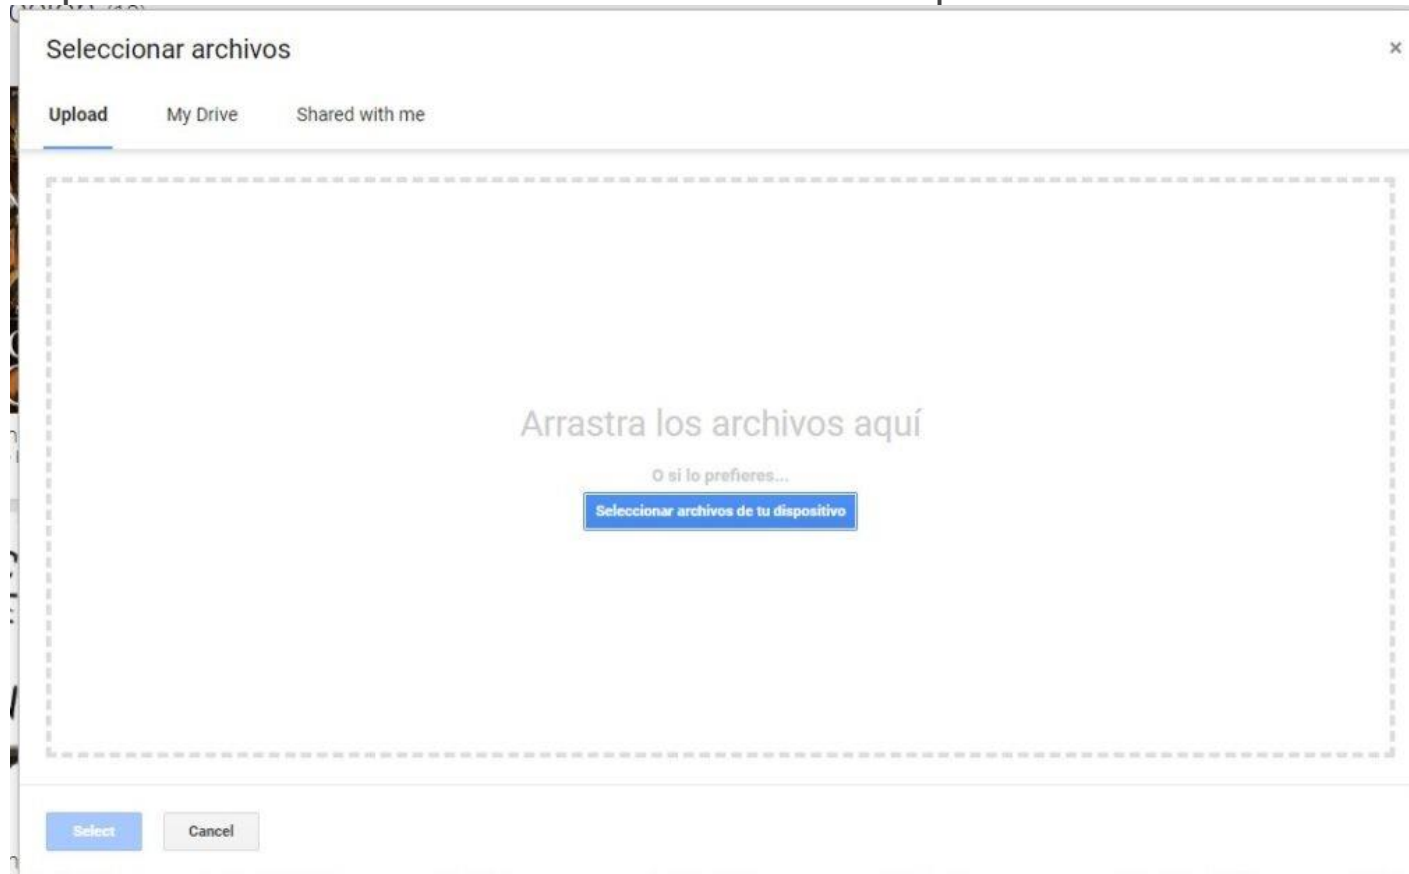 Seleccionar archivos
×
Upload My Drive Shared with me
Arrastra los archivos aquí
O si lo prefieres...
Seleccionar archivos de tu dispositivo
Select Cancel